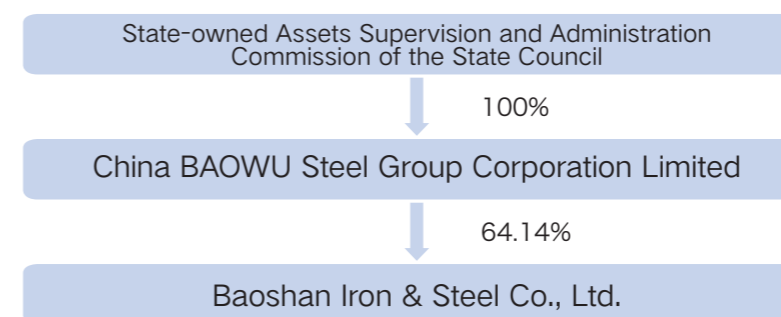 State-owned Assets Supervision and Administration
Commission of the State Council
100%
China BAOWU Steel Group Corporation Limited
64.14%
Baoshan Iron & Steel Co., Ltd.